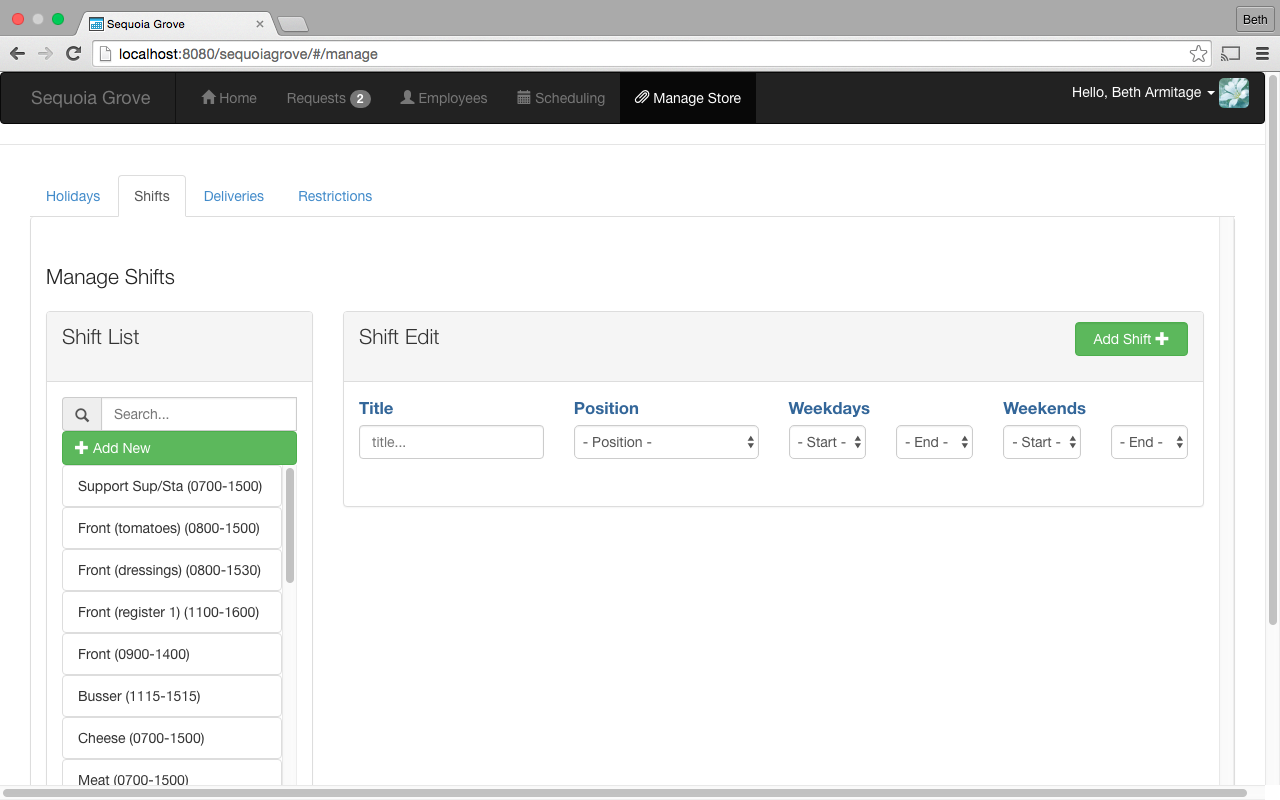 Sequoia Grove
Beth
localhost:8080/sequoiagrove/#/manage
Sequoia Grove Home Requests 2 Employees Scheduling Manage Store Hello, Beth Armitage
Holidays Shifts Deliveries Restrictions
Manage Shifts
Shift List
Search...
Add New
Support Sup/Sta (0700-1500)
Front (tomatoes) (0800-1500)
Front (dressings) (0800-1530)
Front (register 1) (1100-1600)
Front (0900-1400)
Busser (1115-1515)
Cheese (0700-1500)
Meat (0700-1500)
Shift Edit Add Shift
Title Position Weekdays Weekends
title... - Position - - Start - - End - - Start - - End -